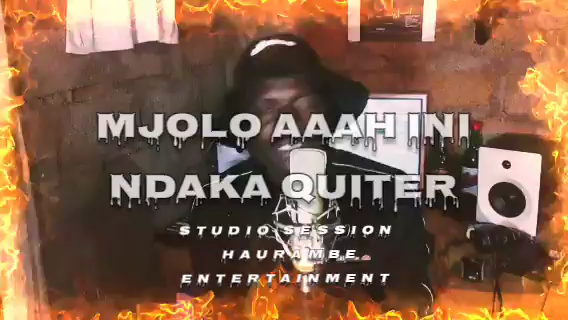 MJOLO AAAH INI
NDAKA QUITER
STUDIO SESSION
HAURAMBE
ENTERTAINMENT